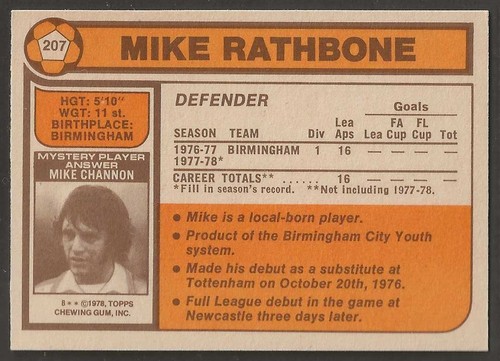 207
MIKE RATHBONE
HGT: 5'10"
WGT: 11 st.
BIRTHPLACE:
BIRMINGHAM
MYSTERY PLAYER
ANSWER
MIKE CHANNON
8 * * ©1978, TOPPS
CHEWING GUM, INC.
DEFENDER
Goals
Lea FA FL
SEASON TEAM Div Aps Lea Cup Cup Tot
1976-77 BIRMINGHAM 1 16 — — — —
1977-78*
CAREER TOTALS** ...... 16 — — — —
*Fill in season's record. **Not including 1977-78.
• Mike is a local-born player.
• Product of the Birmingham City Youth
system.
• Made his debut as a substitute at
Tottenham on October 20th, 1976.
• Full League debut in the game at
Newcastle three days later.